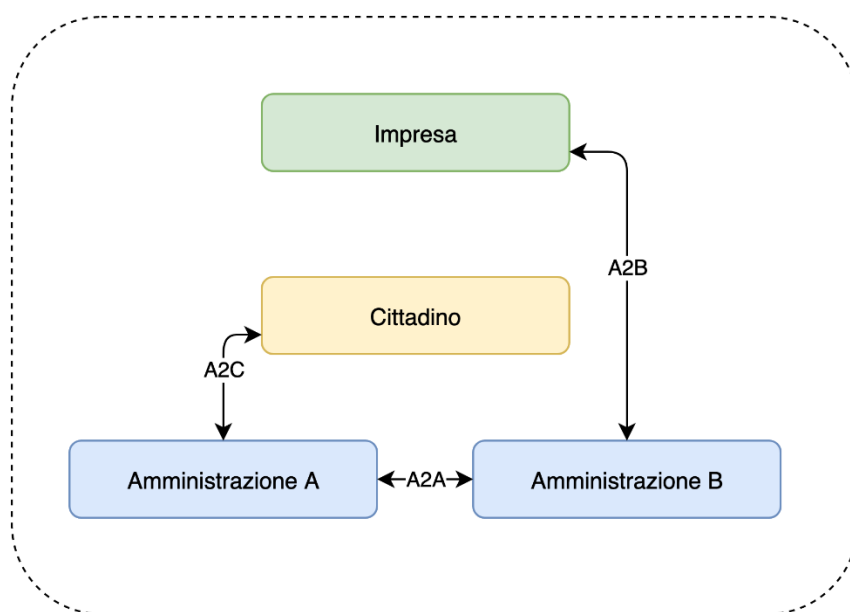 Impresa
A2B
Cittadino
A2C
Amministrazione A
A2A
Amministrazione B